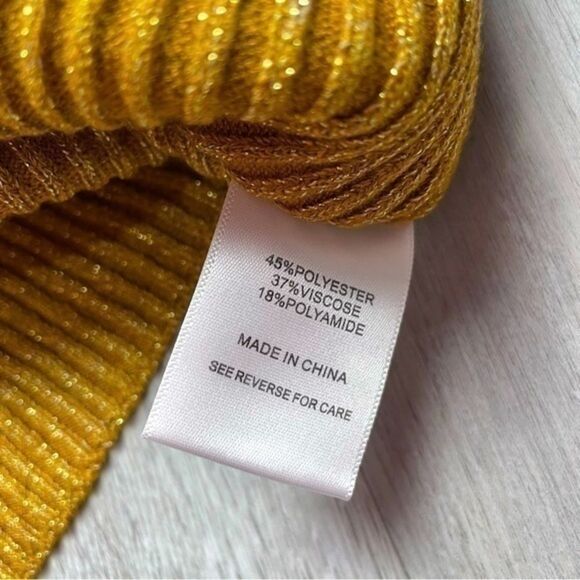 45%POLYESTER
37%VISCOSE
18%POLYAMIDE
MADE IN CHINA
SEE REVERSE FOR CARE